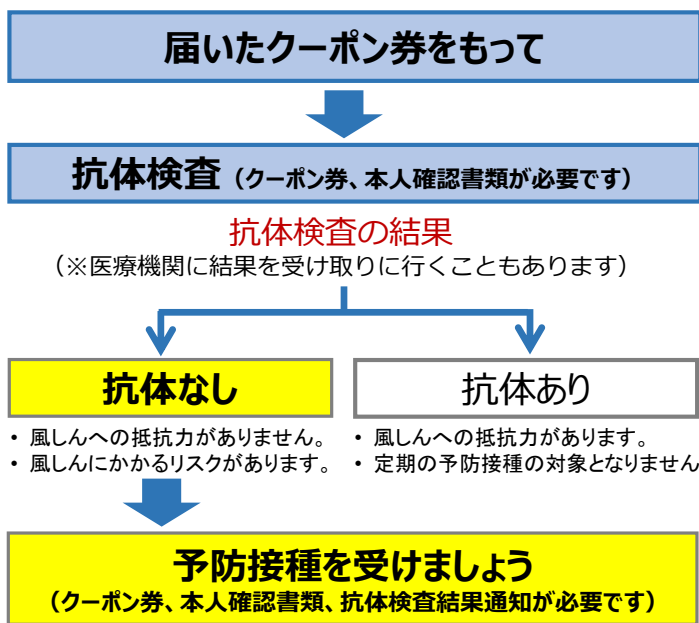 届いたクーポン券をもって
抗体検査（クーポン券、本人確認書類が必要です）
抗体検査の結果
（※医療機関に結果を受け取りに行くこともあります）
抗体なし
抗体あり
• 風しんへの抵抗力がありません。
• 風しんにかかるリスクがあります。
• 風しんへの抵抗力があります。
• 定期の予防接種の対象となりません
予防接種を受けましょう
（クーポン券、本人確認書類、抗体検査結果通知が必要です）